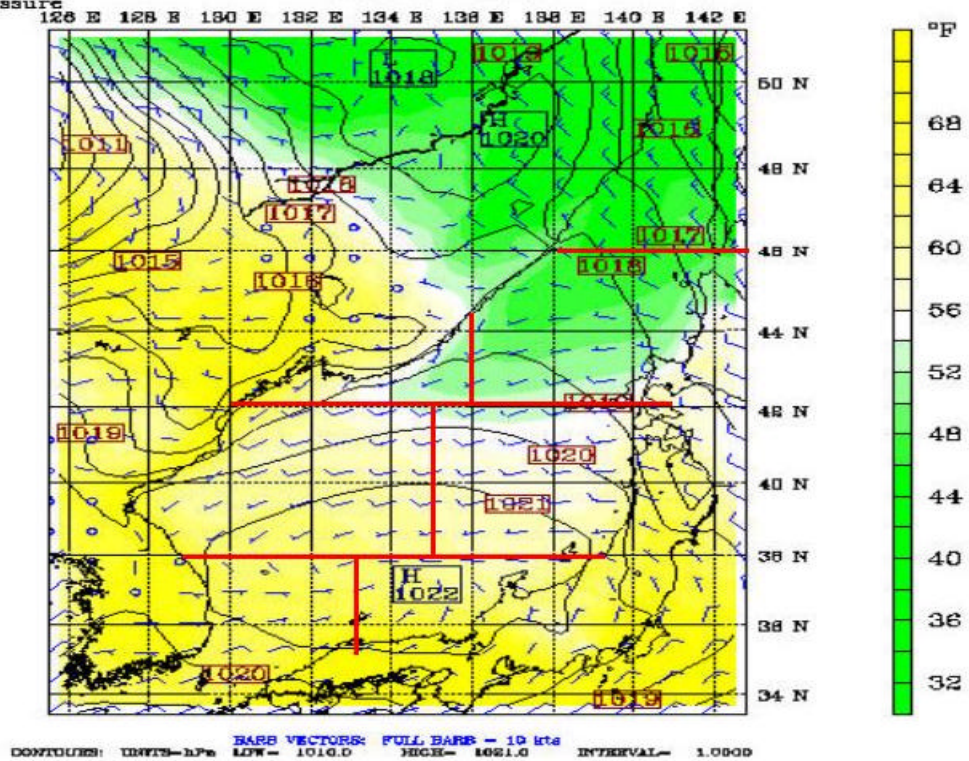 ssure
126 E 128 E 130 E 132 E 134 E 136 E 138 E 140 E 142 E
°F
L
1018
1019
1015
50 N
H
1020
1016
68
1011
48 N
1018
64
1017
1017
60
46 N
1015
1018
1016
56
44 N
52
42 N
1019
48
1020
40 N
1021
44
38 N
40
H
1022
36 N
36
1020
32
1019
34 N
BARB VECTORS: FULL BARB = 10 kts
CONTOURS: UNITS=hPa LOW= 1010.0 HIGH= 1021.0 INTERVAL= 1.0000